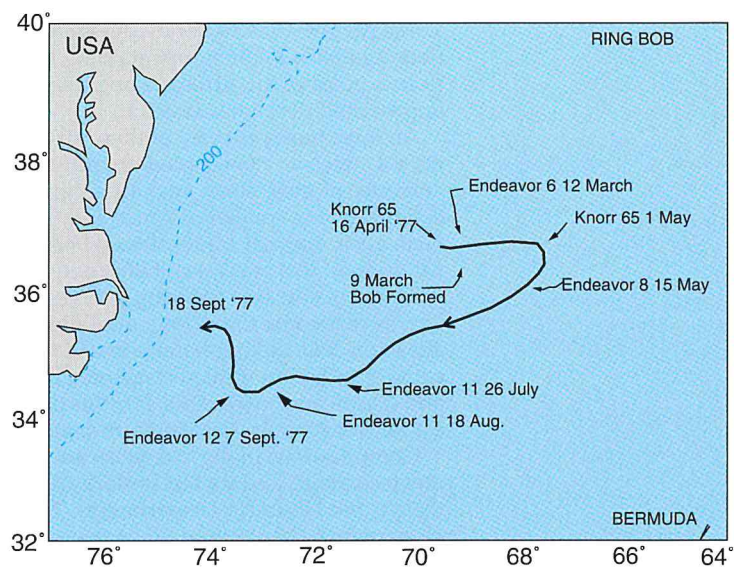 40°
USA
RING BOB
200
38°
Endeavor 6 12 March
Knorr 65
16 April '77
Knorr 65 1 May
9 March
Bob Formed
36°
Endeavor 8 15 May
18 Sept '77
Endeavor 11 26 July
34°
Endeavor 11 18 Aug.
Endeavor 12 7 Sept. '77
BERMUDA
32°
76°
74°
72°
70°
68°
66°
64°